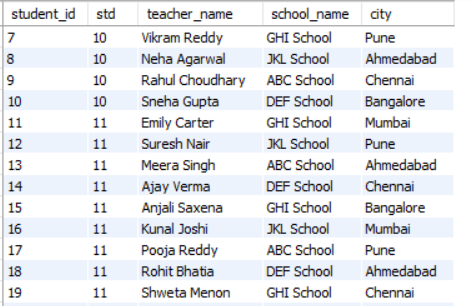 student_id std teacher_name school_name city
7 10 Vikram Reddy GHI School Pune
8 10 Neha Agarwal JKL School Ahmedabad
9 10 Rahul Choudhary ABC School Chennai
10 10 Sneha Gupta DEF School Bangalore
11 11 Emily Carter GHI School Mumbai
12 11 Suresh Nair JKL School Pune
13 11 Meera Singh ABC School Ahmedabad
14 11 Ajay Verma DEF School Chennai
15 11 Anjali Saxena GHI School Bangalore
16 11 Kunal Joshi JKL School Mumbai
17 11 Pooja Reddy ABC School Pune
18 11 Rohit Bhatia DEF School Ahmedabad
19 11 Shweta Menon GHI School Chennai